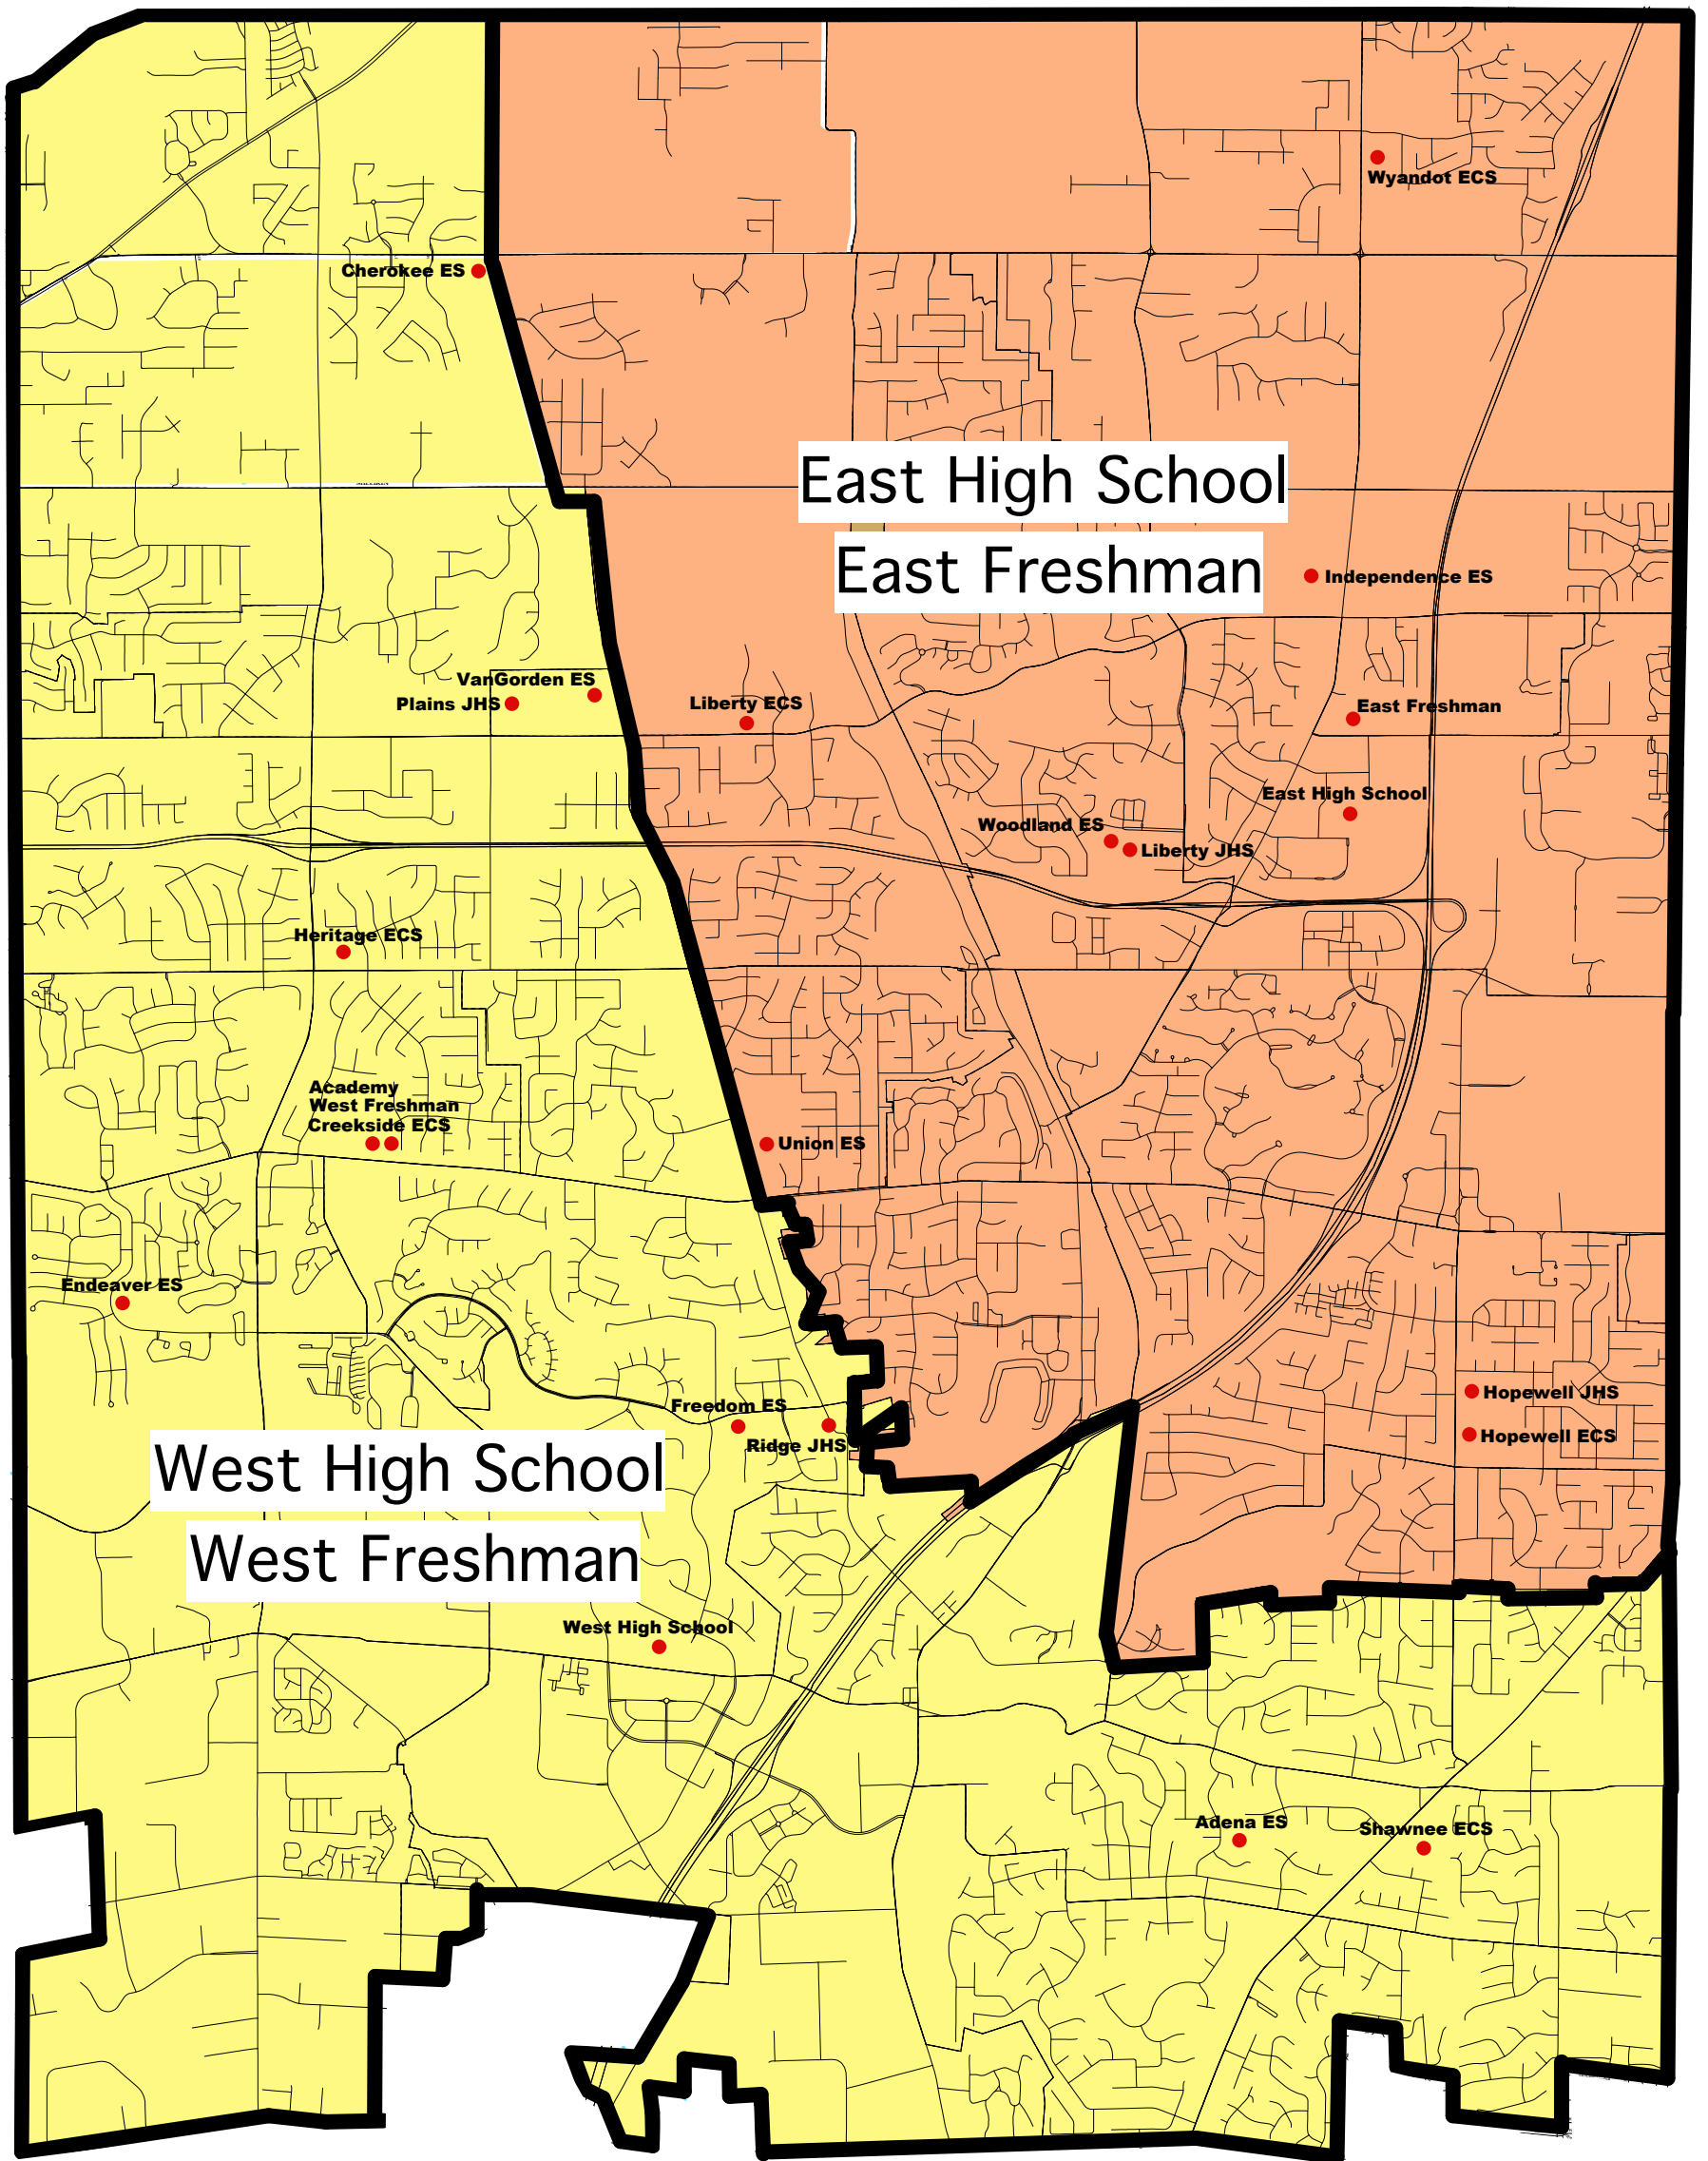 Wyandot ECS
Cherokee ES
East High School
East Freshman
Independence ES
VanGorden ES
Plains JHS
Liberty ECS
East Freshman
East High School
Woodland ES
Liberty JHS
Heritage ECS
Academy
West Freshman
Creekside ECS
Union ES
Endeaver ES
Hopewell JHS
Freedom ES
Ridge JHS
Hopewell ECS
West High School
West Freshman
West High School
Adena ES
Shawnee ECS